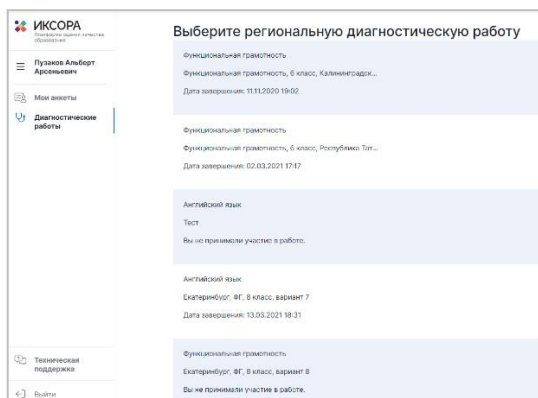 ИКСОРА
Платформа оценки качества
образования
Пузаков Альберт
Арсеньевич
Мои анкеты
Диагностические
работы
Техническая
поддержка
Выйти
Выберите региональную диагностическую работу
Функциональная грамотность
Функциональная грамотность, 6 класс, Калининградск...
Дата завершения: 11.11.2020 19:02
Функциональная грамотность
Функциональная грамотность, 6 класс, Республика Тат...
Дата завершения: 02.03.2021 17:17
Английский язык
Тест
Вы не принимали участие в работе.
Английский язык
Екатеринбург, ФГ, 8 класс, вариант 7
Дата завершения: 13.03.2021 18:31
Функциональная грамотность
Екатеринбург, ФГ, 8 класс, вариант 8
Вы не принимали участие в работе.